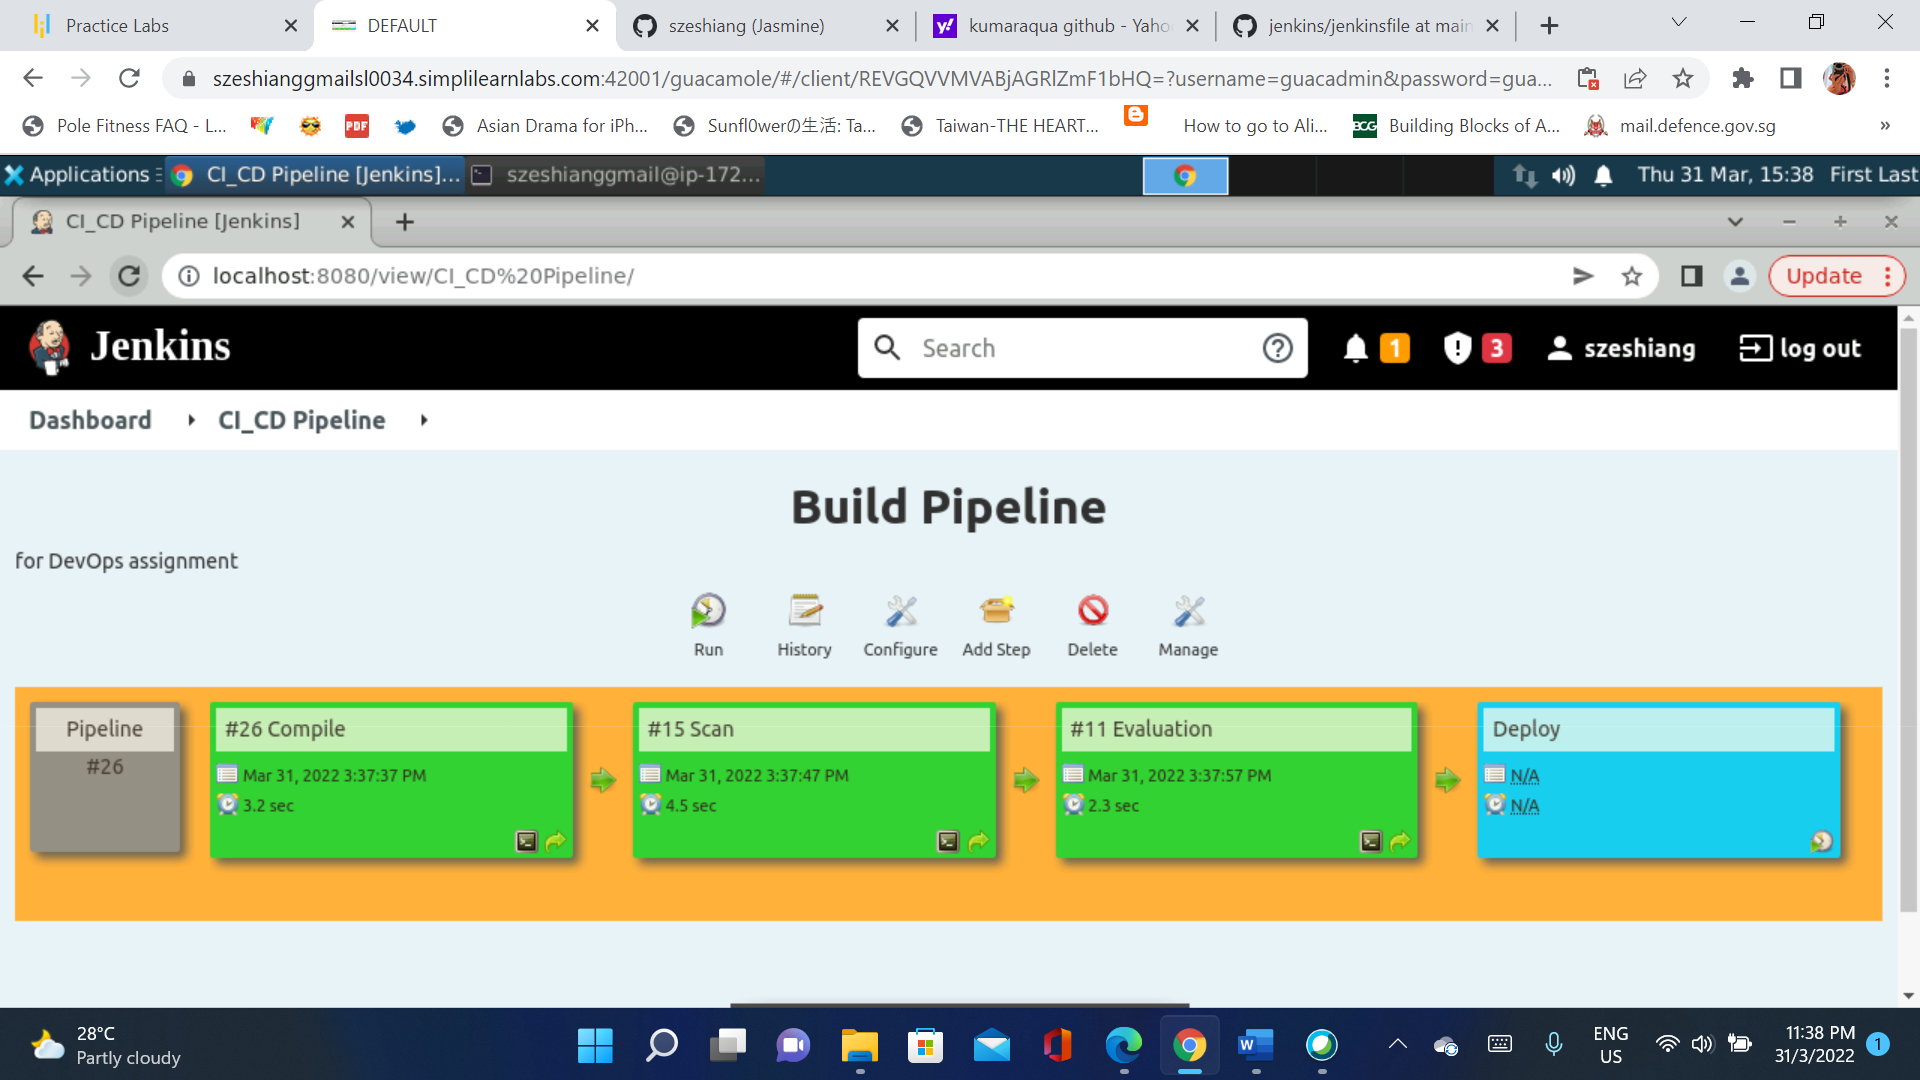 Practice Labs
DEFAULT
szeshiang (Jasmine)
kumaraqua github - Yaho
jenkins/jenkinsfile at main
szeshianggmailsl0034.simplilearnlabs.com:42001/guacamole/#/client/REVGQVVMVABjAGRlZmF1bHQ=?username=guacadmin&password=gua...
Pole Fitness FAQ - L...
PDF
Asian Drama for iPh...
Sunfl0werの生活: Ta...
Taiwan-THE HEART...
How to go to Ali...
BCG
Building Blocks of A...
mail.defence.gov.sg
Applications
CI_CD Pipeline [Jenkins]...
szeshianggmail@ip-172...
Thu 31 Mar, 15:38
First Last
CI_CD Pipeline [Jenkins]
localhost:8080/view/CI_CD%20Pipeline/
Update
Jenkins
Search
1
3
szeshiang
log out
Dashboard
CI_CD Pipeline
Build Pipeline
for DevOps assignment
Run
History
Configure
Add Step
Delete
Manage
Pipeline
#26
#26 Compile
Mar 31, 2022 3:37:37 PM
3.2 sec
#15 Scan
Mar 31, 2022 3:37:47 PM
4.5 sec
#11 Evaluation
Mar 31, 2022 3:37:57 PM
2.3 sec
Deploy
N/A
N/A
28°C
Partly cloudy
ENG
US
11:38 PM
31/3/2022
1